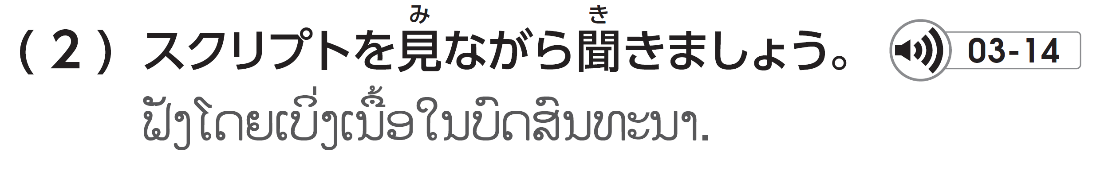 み き
( 2 ) スクリプトを見ながら聞きましょう。 03-14
ຟັງໂດຍເບິ່ງເນື້ອໃນບົດສົນທະນາ.